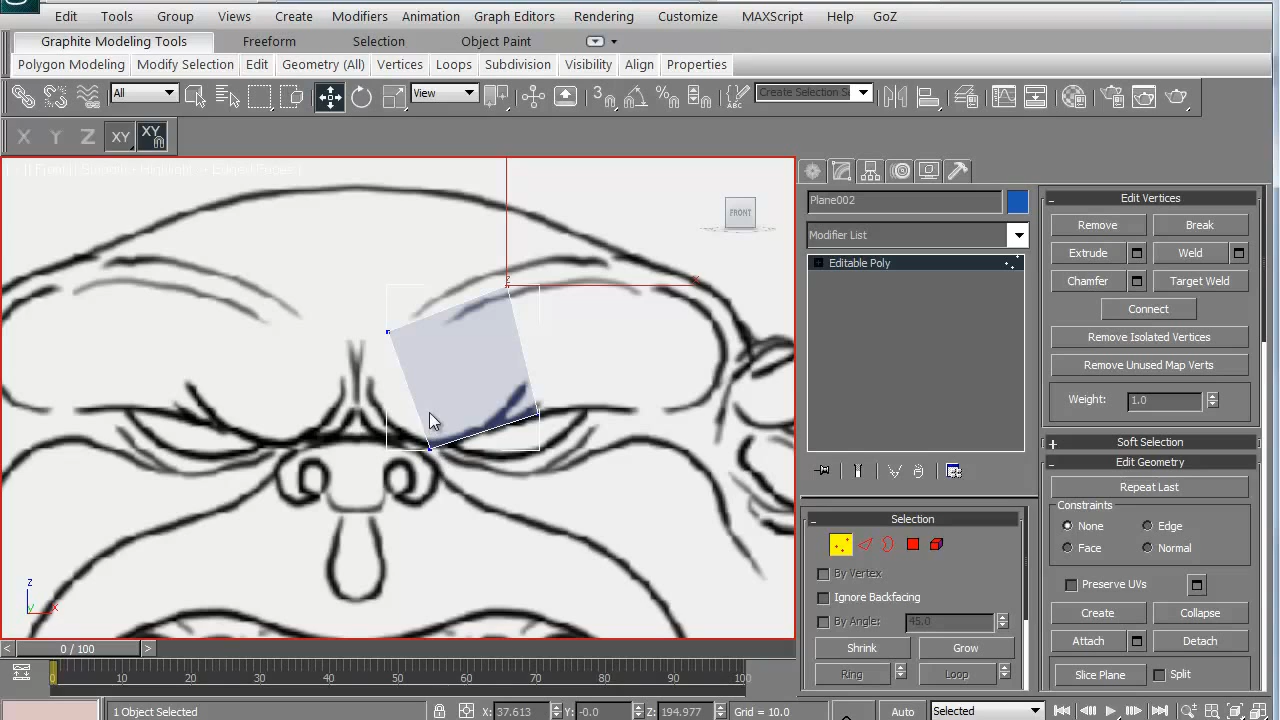 Edit Tools Group Views Create Modifiers Animation Graph Editors Rendering Customize MAXScript Help GoZ
Graphite Modeling Tools Freeform Selection Object Paint
Polygon Modeling Modify Selection Edit Geometry (All) Vertices Loops Subdivision Visibility Align Properties
All View 3 ABC Create Selection S
X Y Z XY XY
FRONT
Plane002
Modifier List
Editable Poly
Selection
By Vertex
Ignore Backfacing
By Angle: 45.0
Shrink Grow
Ring Loop
Edit Vertices
Remove Break
Extrude Weld
Chamfer Target Weld
Connect
Remove Isolated Vertices
Remove Unused Map Verts
Weight: 1.0
Soft Selection
Edit Geometry
Repeat Last
Constraints
None Edge
Face Normal
Preserve UVs
Create Collapse
Attach Detach
Slice Plane Split
z
y x
< 0 / 100 >
0 10 20 30 40 50 60 70 80 90 100
1 Object Selected X: 37.613 Y: -0.0 Z: 194.977 Grid = 10.0 Auto Selected